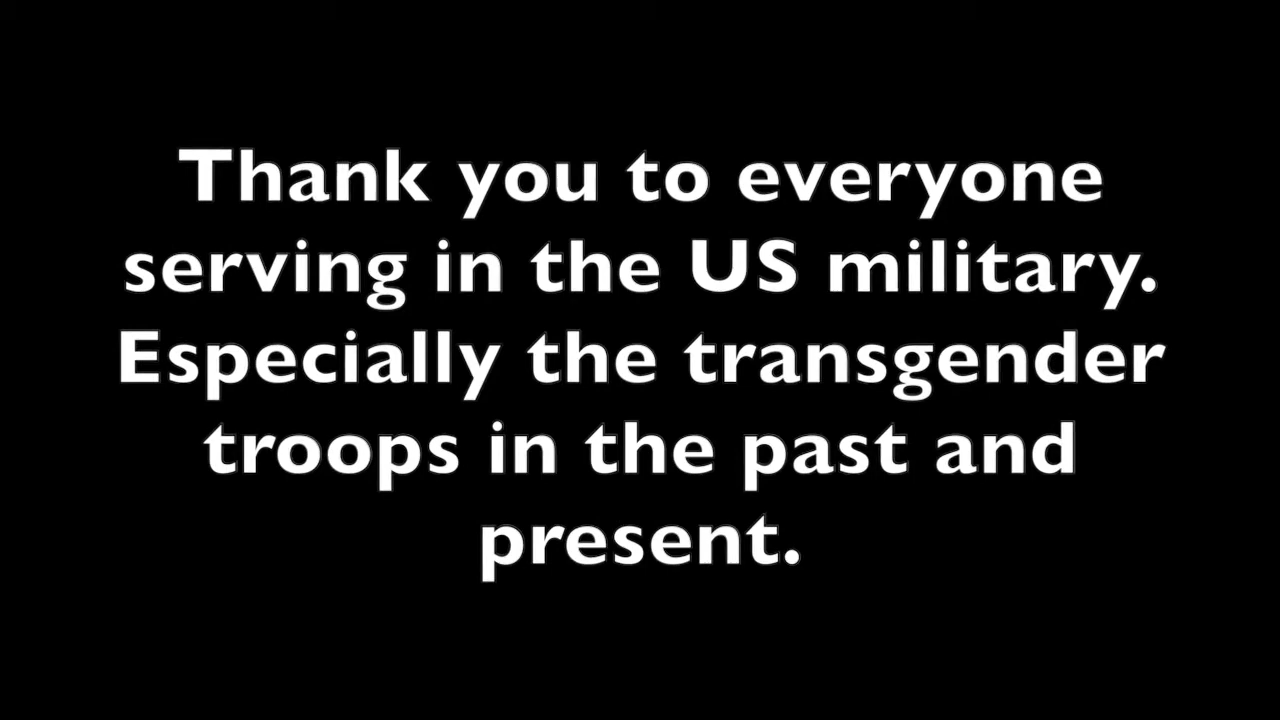 Thank you to everyone
serving in the US military.
Especially the transgender
troops in the past and
present.